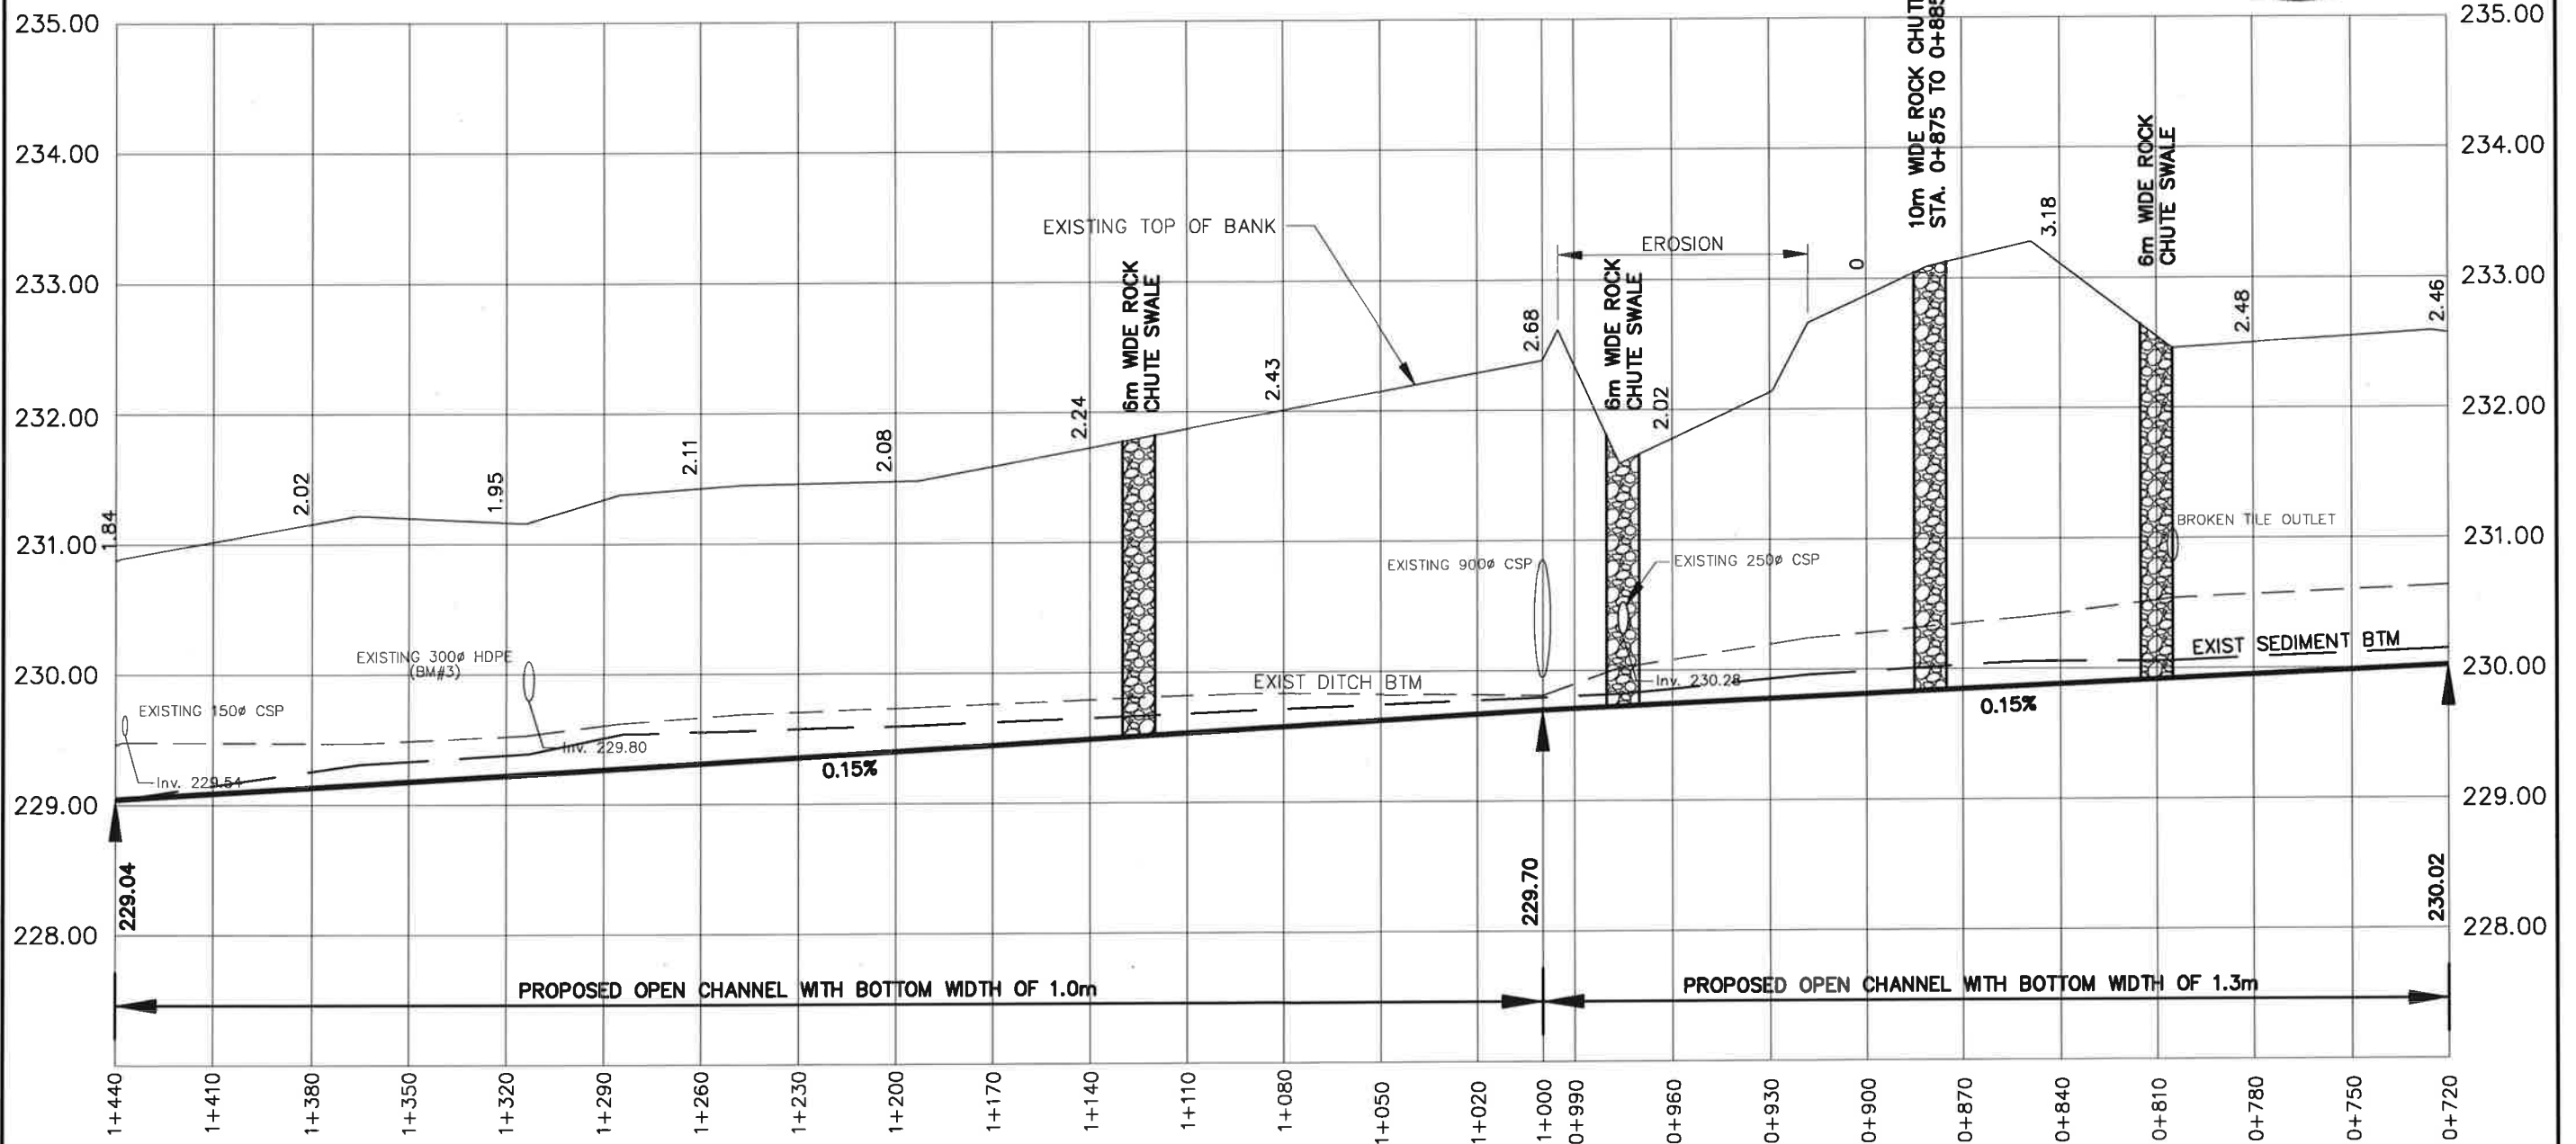 235.00
235.00
10m WIDE ROCK CHUTE
STA. 0+875 TO 0+885
234.00
234.00
6m WIDE ROCK
CHUTE SWALE
3.18
EXISTING TOP OF BANK
EROSION
0
233.00
233.00
6m WIDE ROCK
CHUTE SWALE
6m WIDE ROCK
CHUTE SWALE
2.68
2.48
2.46
2.43
2.24
2.02
232.00
232.00
2.08
2.11
1.95
2.02
1.84
231.00
231.00
BROKEN TILE OUTLET
EXISTING 900ø CSP
EXISTING 250ø CSP
EXISTING 300ø HDPE
(BM#3)
EXIST SEDIMENT BTM
230.00
230.00
EXIST DITCH BTM
Inv. 230.28
EXISTING 150ø CSP
Inv. 229.80
0.15%
0.15%
Inv. 229.54
229.00
229.00
229.04
229.70
230.02
228.00
228.00
PROPOSED OPEN CHANNEL WITH BOTTOM WIDTH OF 1.0m
PROPOSED OPEN CHANNEL WITH BOTTOM WIDTH OF 1.3m
1+440
1+410
1+380
1+350
1+320
1+290
1+260
1+230
1+200
1+170
1+140
1+110
1+080
1+050
1+020
1+000
0+990
0+960
0+930
0+900
0+870
0+840
0+810
0+780
0+750
0+720